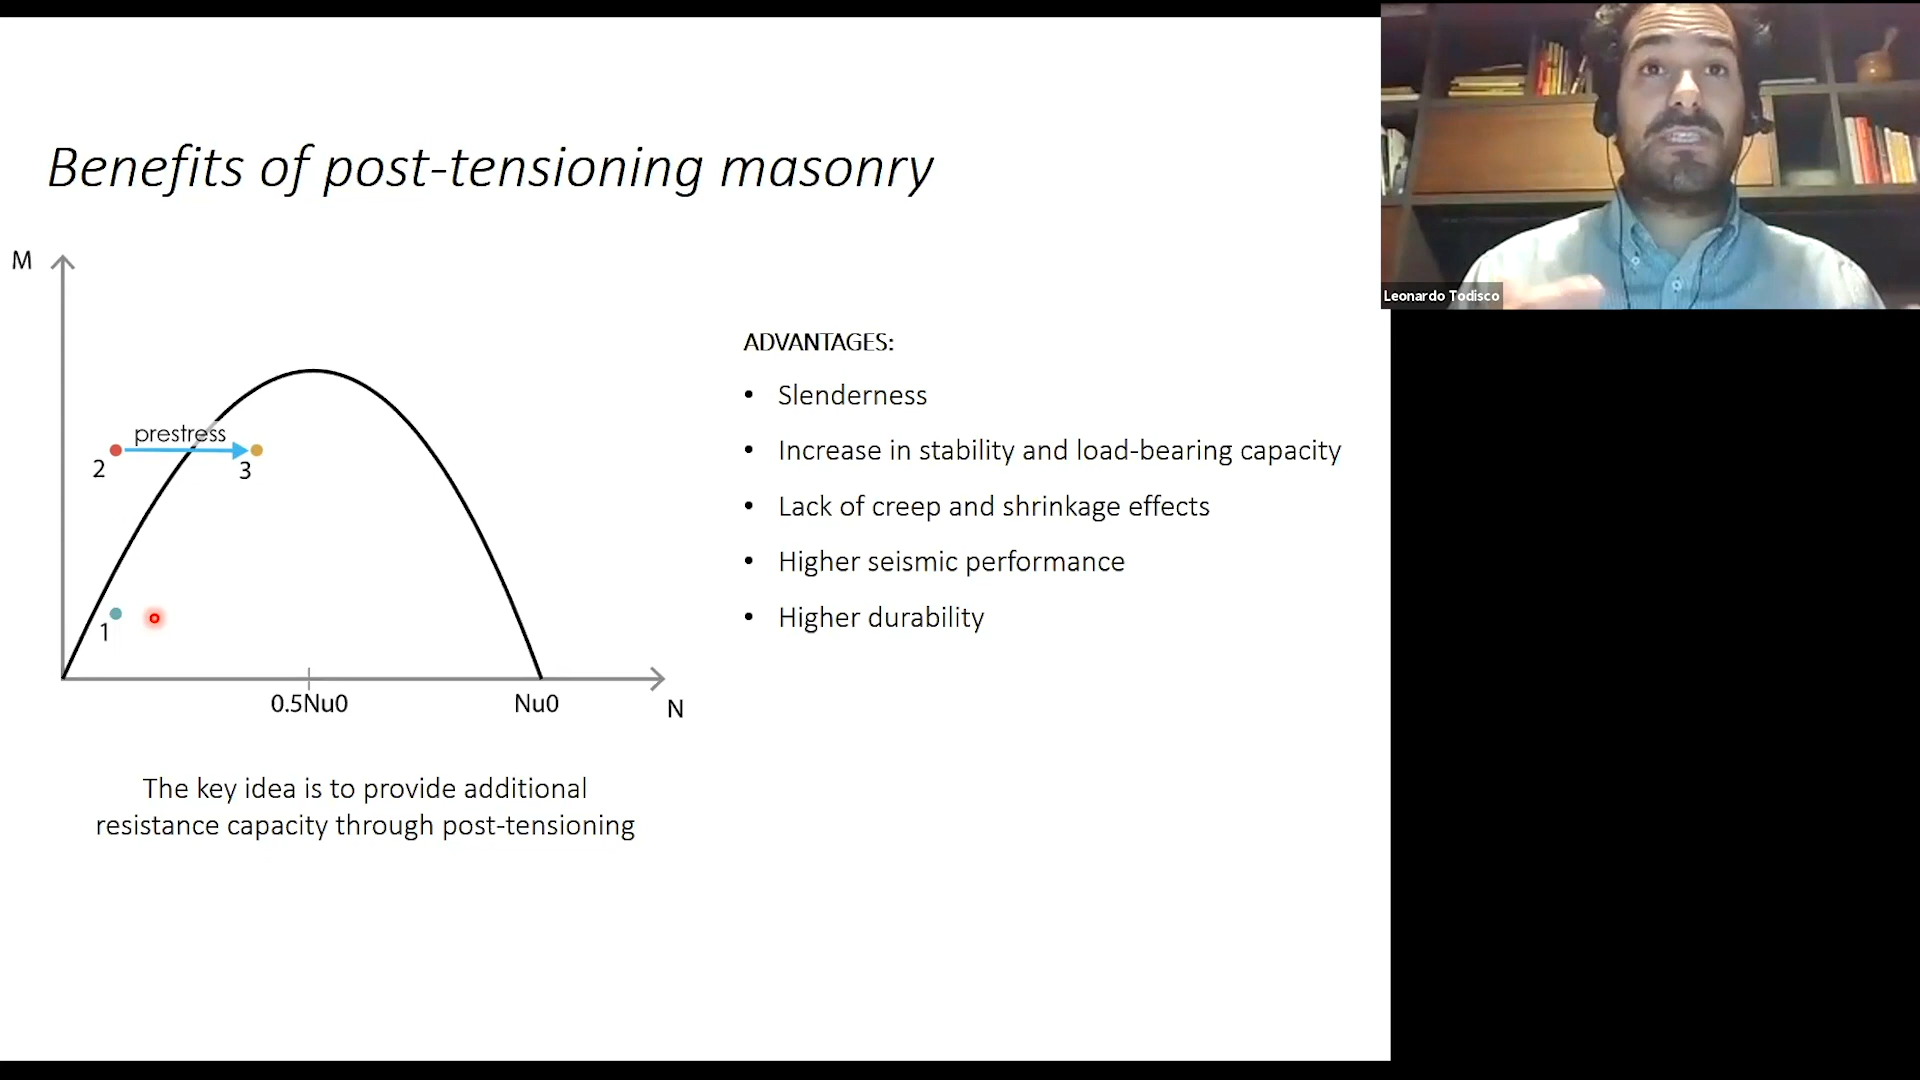 Benefits of post-tensioning masonry
M
prestress
2
3
1
0.5Nu0
Nu0
N
The key idea is to provide additional
resistance capacity through post-tensioning
ADVANTAGES:
• Slenderness
• Increase in stability and load-bearing capacity
• Lack of creep and shrinkage effects
• Higher seismic performance
• Higher durability
Leonardo Todisco